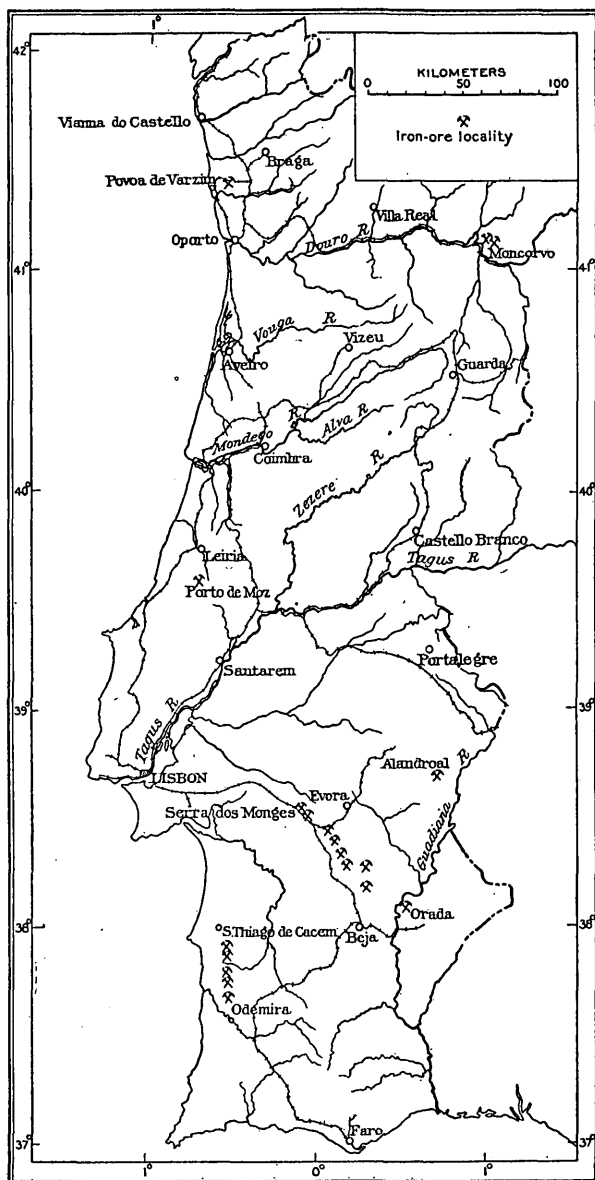 1°
42°
KILOMETERS
0 50 100
Iron-ore locality
Vianna do Castello
Braga
Povoa de Varzim
Villa Real
Oporto
Douro R
Moncorvo
41°
41°
Vouga R
Vizeu
Aveiro
Guarda
Alva R
Mondego R
Coimbra
40°
40°
Zezere R
Castello Branco
Leiria
Tagus R
Porto de Moz
Portalegre
Santarem
39°
39°
Tagus R
Alandroal
LISBON
Evora
Serra dos Monges
Guadiana R
Orada
38°
38°
S. Thiago de Cacem
Beja
Odemira
Faro
37°
37°
1° 0° 1°